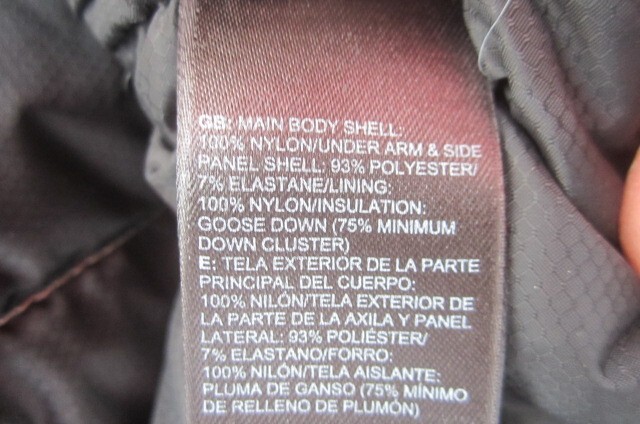 GB: MAIN BODY SHELL:
100% NYLON/UNDER ARM & SIDE
PANEL SHELL: 93% POLYESTER/
7% ELASTANE/LINING:
100% NYLON/INSULATION:
GOOSE DOWN (75% MINIMUM
DOWN CLUSTER)
E: TELA EXTERIOR DE LA PARTE
PRINCIPAL DEL CUERPO:
100% NILÓN/TELA EXTERIOR DE
LA PARTE DE LA AXILA Y PANEL
LATERAL: 93% POLIÉSTER/
7% ELASTANO/FORRO:
100% NILÓN/TELA AISLANTE:
PLUMA DE GANSO (75% MÍNIMO
DE RELLENO DE PLUMÓN)